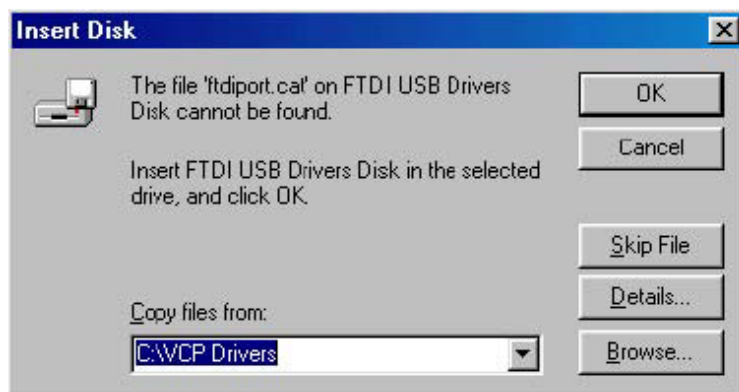 Insert Disk
The file 'ftdiport.cat' on FTDI USB Drivers
Disk cannot be found.
Insert FTDI USB Drivers Disk in the selected
drive, and click OK.
Copy files from:
C:\VCP Drivers
OK
Cancel
Skip File
Details...
Browse...